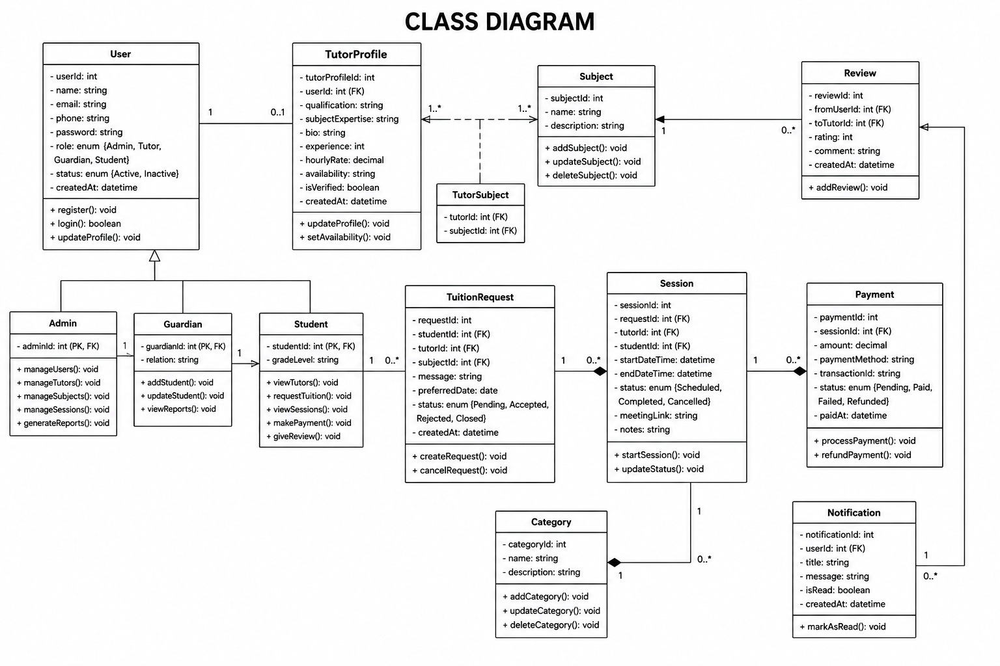 CLASS DIAGRAM
User
- userId: int
- name: string
- email: string
- phone: string
- password: string
- role: enum {Admin, Tutor,
Guardian, Student}
- status: enum {Active, Inactive}
- createdAt: datetime
+ register(): void
+ login(): boolean
+ updateProfile(): void
1
0..1
TutorProfile
- tutorProfileId: int
- userId: int (FK)
- qualification: string
- subjectExpertise: string
- bio: string
- experience: int
- hourlyRate: decimal
- availability: string
- isVerified: boolean
- createdAt: datetime
+ updateProfile(): void
+ setAvailability(): void
1..*
1..*
TutorSubject
- tutorId: int (FK)
- subjectId: int (FK)
Subject
- subjectId: int
- name: string
- description: string
+ addSubject(): void
+ updateSubject(): void
+ deleteSubject(): void
1
0..*
Review
- reviewId: int
- fromUserId: int (FK)
- toTutorId: int (FK)
- rating: int
- comment: string
- createdAt: datetime
+ addReview(): void
Admin
- adminId: int (PK, FK)
+ manageUsers(): void
+ manageTutors(): void
+ manageSubjects(): void
+ manageSessions(): void
+ generateReports(): void
1
Guardian
- guardianId: int (PK, FK)
- relation: string
+ addStudent(): void
+ updateStudent(): void
+ viewReports(): void
1
Student
- studentId: int (PK, FK)
- gradeLevel: string
+ viewTutors(): void
+ requestTuition(): void
+ viewSessions(): void
+ makePayment(): void
+ giveReview(): void
1
0..*
TuitionRequest
- requestId: int
- studentId: int (FK)
- tutorId: int (FK)
- subjectId: int (FK)
- message: string
- preferredDate: date
- status: enum {Pending, Accepted,
Rejected, Closed}
- createdAt: datetime
+ createRequest(): void
+ cancelRequest(): void
1
0..*
Session
- sessionId: int
- requestId: int (FK)
- tutorId: int (FK)
- studentId: int (FK)
- startDateTime: datetime
- endDateTime: datetime
- status: enum {Scheduled,
Completed, Cancelled}
- meetingLink: string
- notes: string
+ startSession(): void
+ updateStatus(): void
1
0..*
Payment
- paymentId: int
- sessionId: int (FK)
- amount: decimal
- paymentMethod: string
- transactionId: string
- status: enum {Pending, Paid,
Failed, Refunded}
- paidAt: datetime
+ processPayment(): void
+ refundPayment(): void
1
0..*
1
Category
- categoryId: int
- name: string
- description: string
+ addCategory(): void
+ updateCategory(): void
+ deleteCategory(): void
Notification
- notificationId: int
- userId: int (FK)
- title: string
- message: string
- isRead: boolean
- createdAt: datetime
+ markAsRead(): void
1
0..*